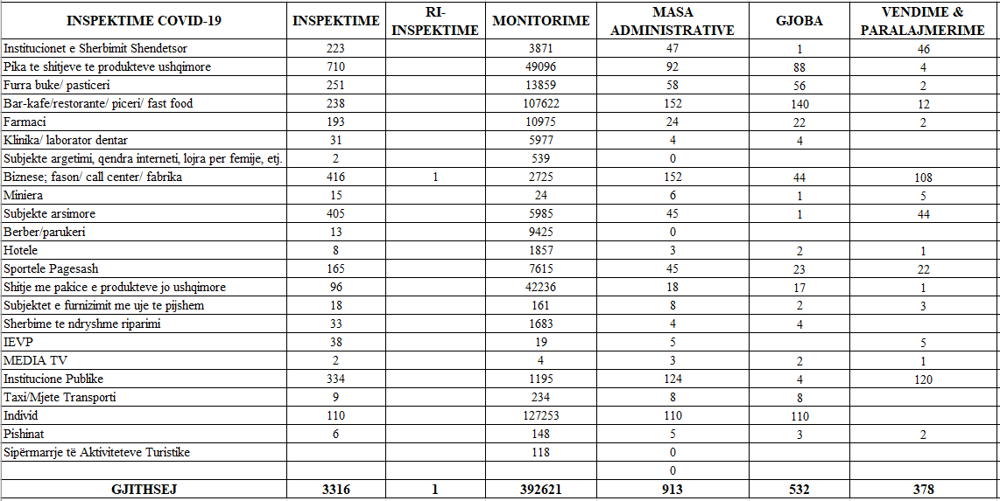 INSPEKTIME COVID-19 INSPEKTIME RI-INSPEKTIME MONITORIME MASA ADMINISTRATIVE GJOBA VENDIME & PARALAJMERIME
Institucionet e Sherbimit Shendetsor 223 3871 47 1 46
Pika te shitjeve te produkteve ushqimore 710 49096 92 88 4
Furra buke/ pasticeri 251 13859 58 56 2
Bar-kafe/restorante/ piceri/ fast food 238 107622 152 140 12
Farmaci 193 10975 24 22 2
Klinika/ laborator dentar 31 5977 4 4
Subjekte argetimi, qendra interneti, lojra per femije, etj. 2 539 0
Biznese; fason/ call center/ fabrika 416 1 2725 152 44 108
Miniera 15 24 6 1 5
Subjekte arsimore 405 5985 45 1 44
Berber/parukeri 13 9425 0
Hotele 8 1857 3 2 1
Sportele Pagesash 165 7615 45 23 22
Shitje me pakice e produkteve jo ushqimore 96 42236 18 17 1
Subjektet e furnizimit me uje te pijshem 18 161 8 2 3
Sherbime te ndryshme riparimi 33 1683 4 4
IEVP 38 19 5 5
MEDIA TV 2 4 3 2 1
Institucione Publike 334 1195 124 4 120
Taxi/Mjete Transporti 9 234 8 8
Individ 110 127253 110 110
Pishinat 6 148 5 3 2
Sipërmarrje të Aktiviteteve Turistike 118 0
0
GJITHSEJ 3316 1 392621 913 532 378